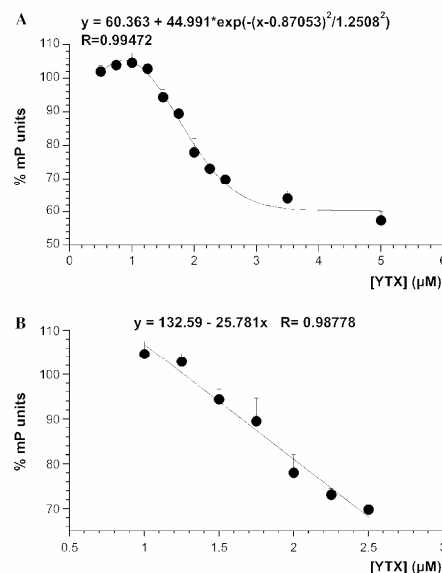 A
y = 60.363 + 44.991*exp(-(x-0.87053)²/1.2508²)
R=0.99472
110
100
90
80
70
60
50
% mP units
0 1 2 3 4 5 6
[YTX] (µM)
B
y = 132.59 - 25.781x R= 0.98778
110
100
90
80
70
% mP units
0.5 1 1.5 2 2.5 3
[YTX] (µM)